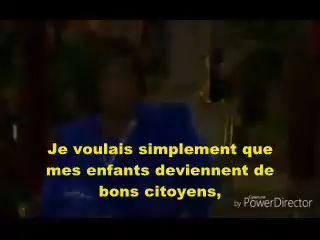 Je voulais simplement que
mes enfants deviennent de
bons citoyens,
by PowerDirector